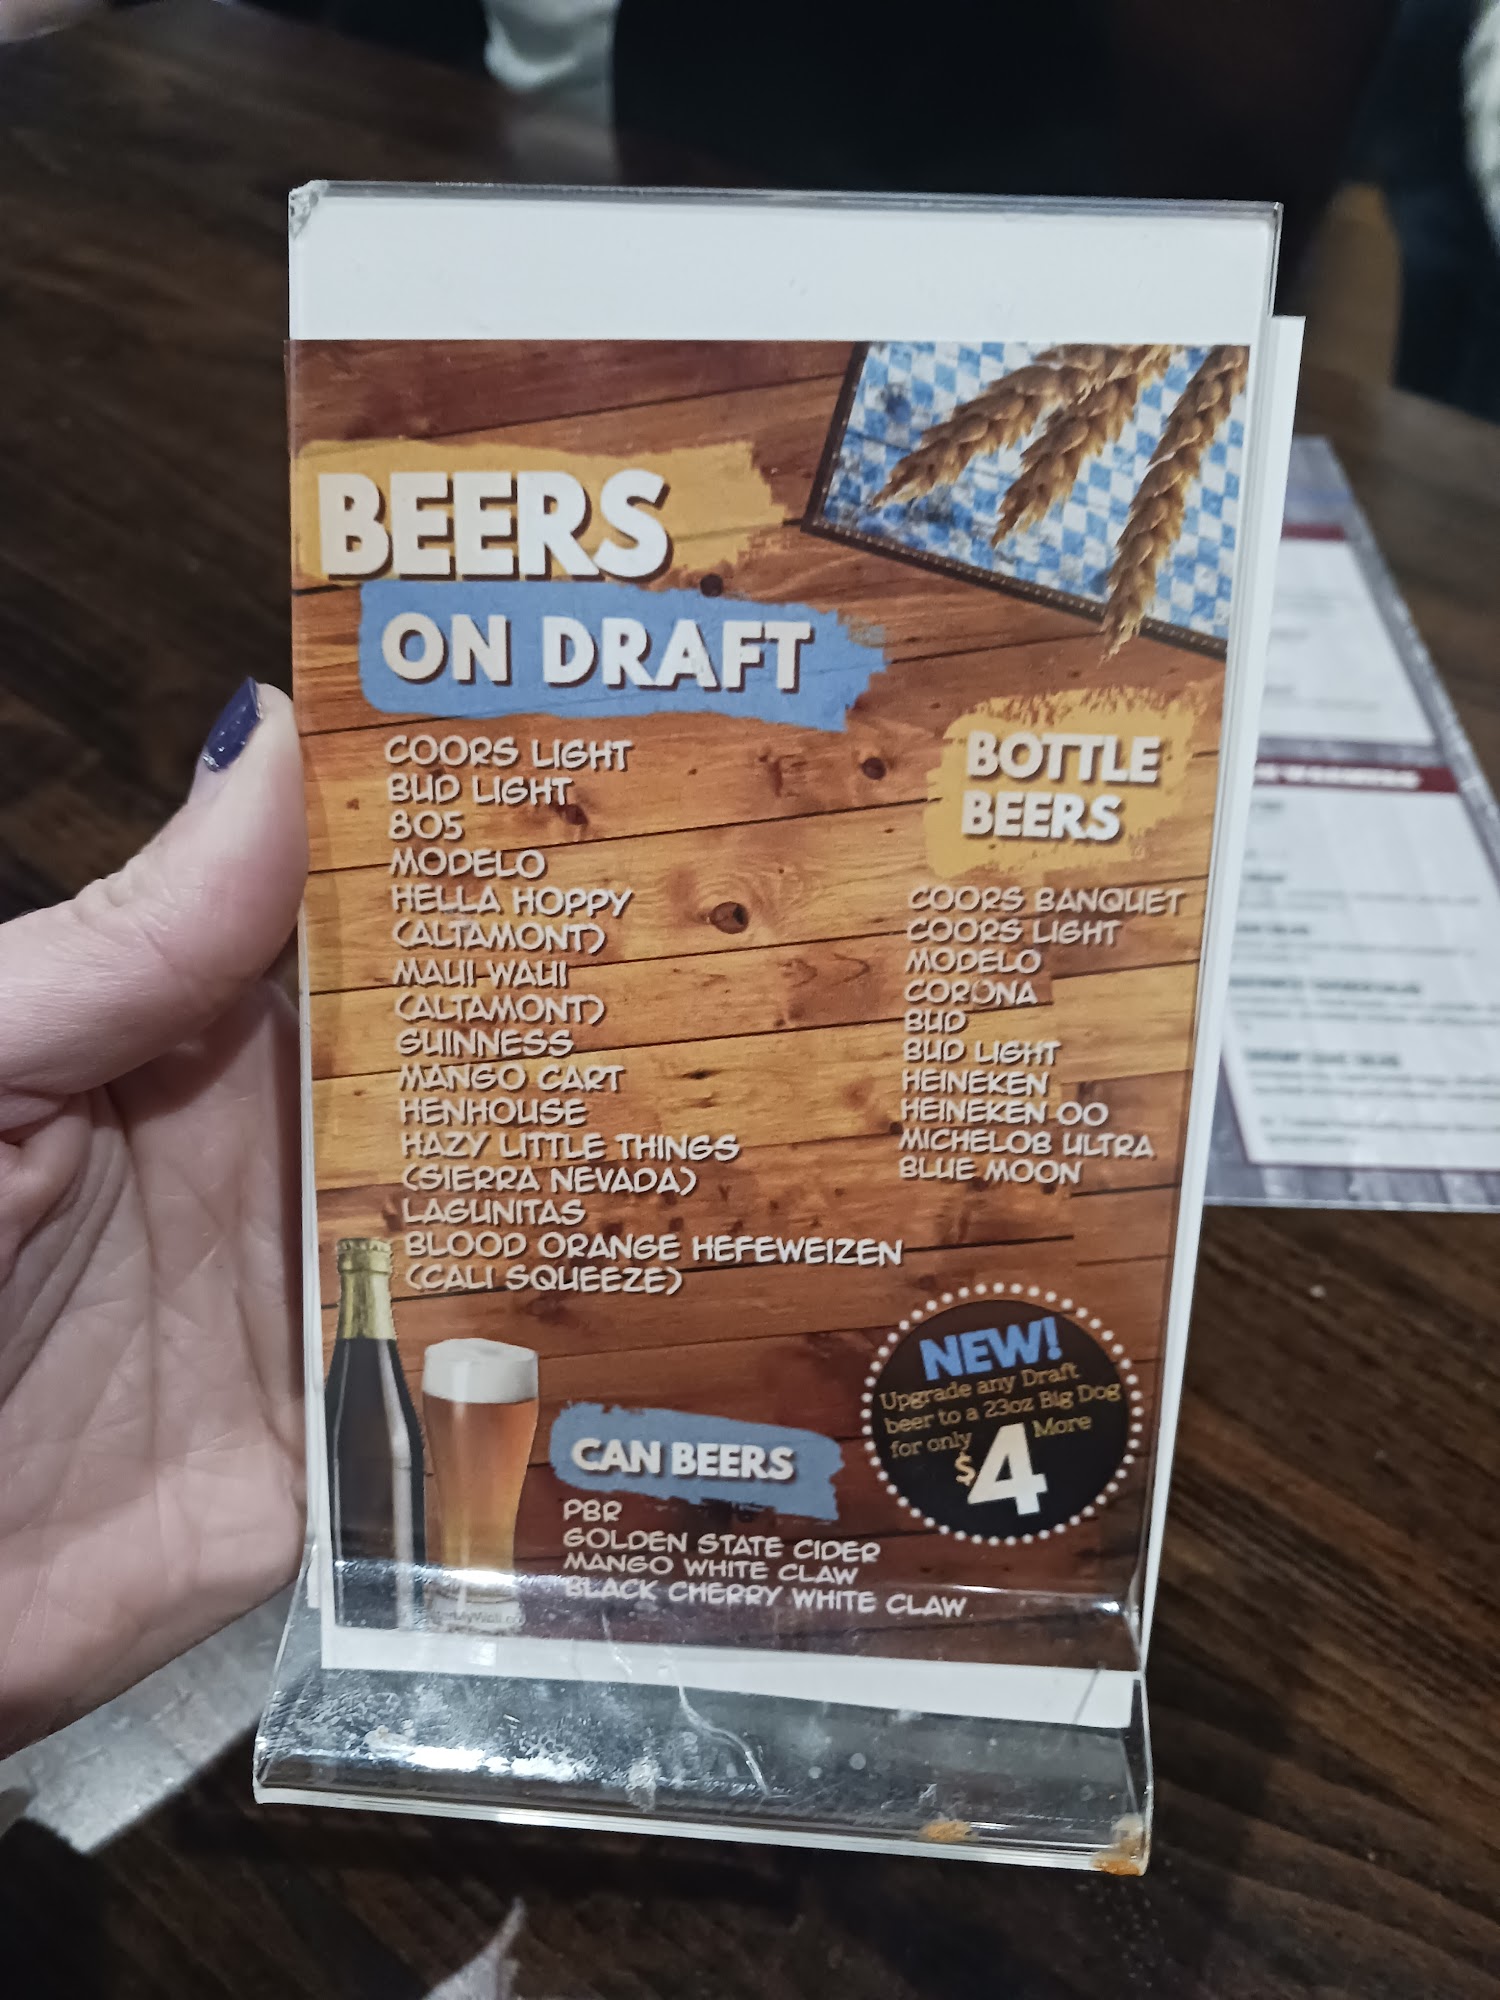 BEERS
ON DRAFT
COORS LIGHT
BUD LIGHT
805
MODELO
HELLA HOPPY
(ALTAMONT)
MAUI WAUI
(ALTAMONT)
GUINNESS
MANGO CART
HENHOUSE
HAZY LITTLE THINGS
(SIERRA NEVADA)
LAGUNITAS
BLOOD ORANGE HEFEWEIZEN
(CALI SQUEEZE)
BOTTLE
BEERS
COORS BANQUET
COORS LIGHT
MODELO
CORONA
BUD
BUD LIGHT
HEINEKEN
HEINEKEN 00
MICHELOB ULTRA
BLUE MOON
NEW!
Upgrade any Draft
beer to a 23oz Big Dog
for only
$4 More
CAN BEERS
PBR
GOLDEN STATE CIDER
MANGO WHITE CLAW
BLACK CHERRY WHITE CLAW